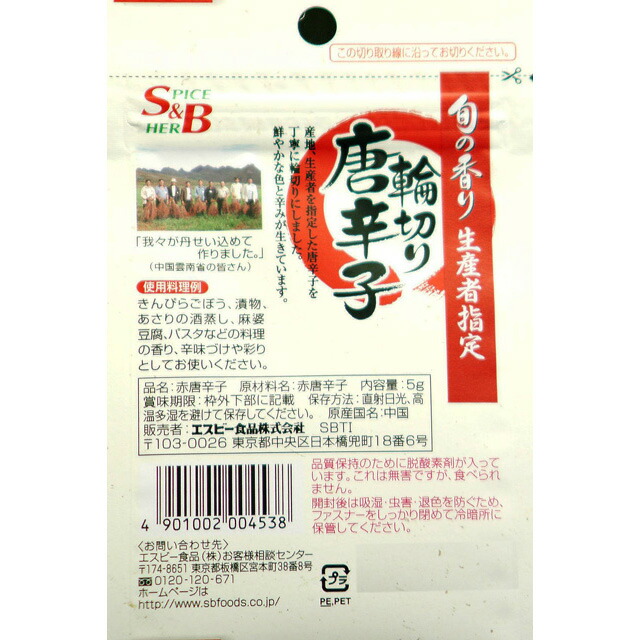 この切り取り線に沿ってお切りください。
SPICE
S&B
HERB
旬の香り 生産者指定
輪切り
唐辛子
産地、生産者を指定した唐辛子を
丁寧に輪切りにしました。
鮮やかな色と辛みが生きています。
「我々が丹せい込めて
作りました。」
(中国雲南省の皆さん)
使用料理例
きんぴらごぼう、漬物、
あさりの酒蒸し、麻婆
豆腐、パスタなどの料理
の香り、辛味づけや彩り
としてお使いください。
品名:赤唐辛子 原材料名:赤唐辛子 内容量:5g
賞味期限:枠外下部に記載 保存方法:直射日光、高
温多湿を避けて保存してください。 原産国名:中国
販売者:エスビー食品株式会社 SBTI
〒103-0026 東京都中央区日本橋兜町18番6号
品質保持のために脱酸素剤が入って
います。これは無害ですが、食べられ
ません。
開封後は吸湿・虫害・退色を防ぐため、
ファスナーをしっかり閉めて冷暗所に
保管してください。
4 901002 004538
〈お問い合わせ先〉
エスビー食品(株)お客様相談センター
〒174-8651 東京都板橋区宮本町38番8号
0120-120-671
ホームページは
http://www.sbfoods.co.jp/
プラ
PE,PET